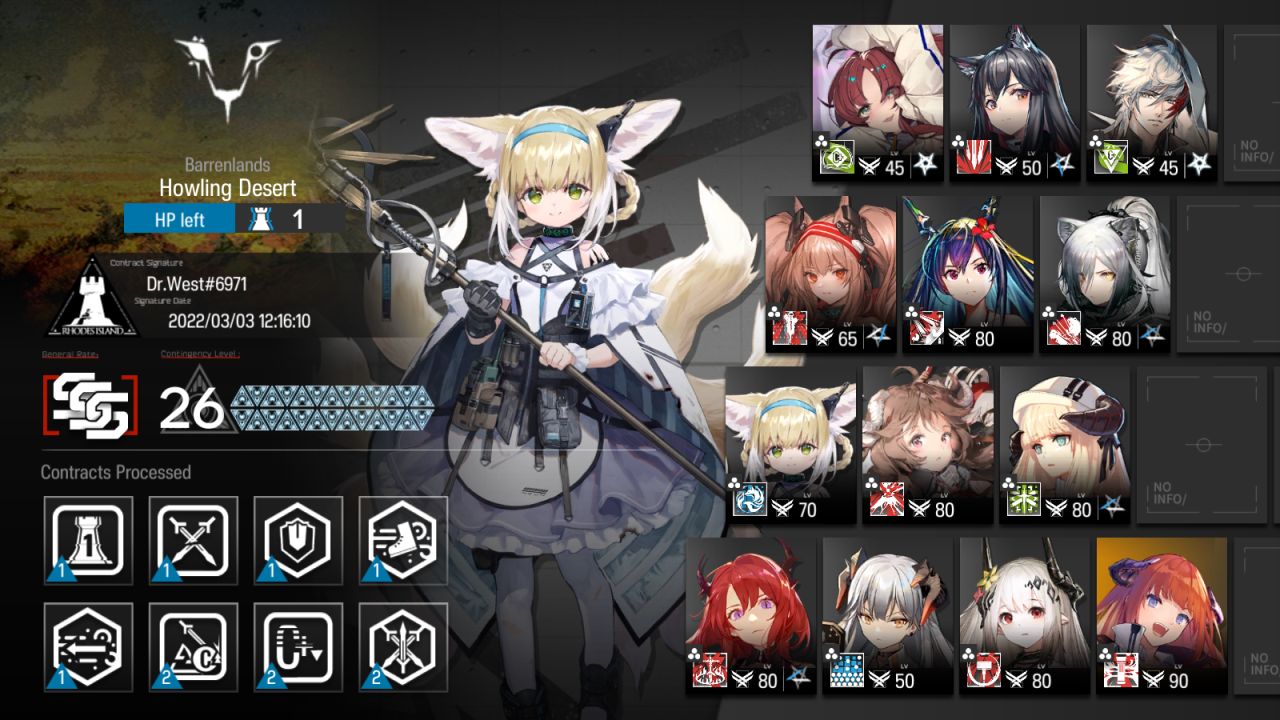 Barrenlands
Howling Desert
HP left 1
Contract Signature
Dr.West#6971
Signature Date
2022/03/03 12:16:10
RHODES ISLAND
General Rate:
Contingency Level :
26
Contracts Processed
1
1
1
1
1
1
2
2
2
LV
45
LV
50
LV
45
NO
INFO/
LV
65
LV
80
LV
80
NO
INFO/
LV
70
LV
80
LV
80
NO
INFO/
LV
80
LV
50
LV
80
LV
90
NO
INFO